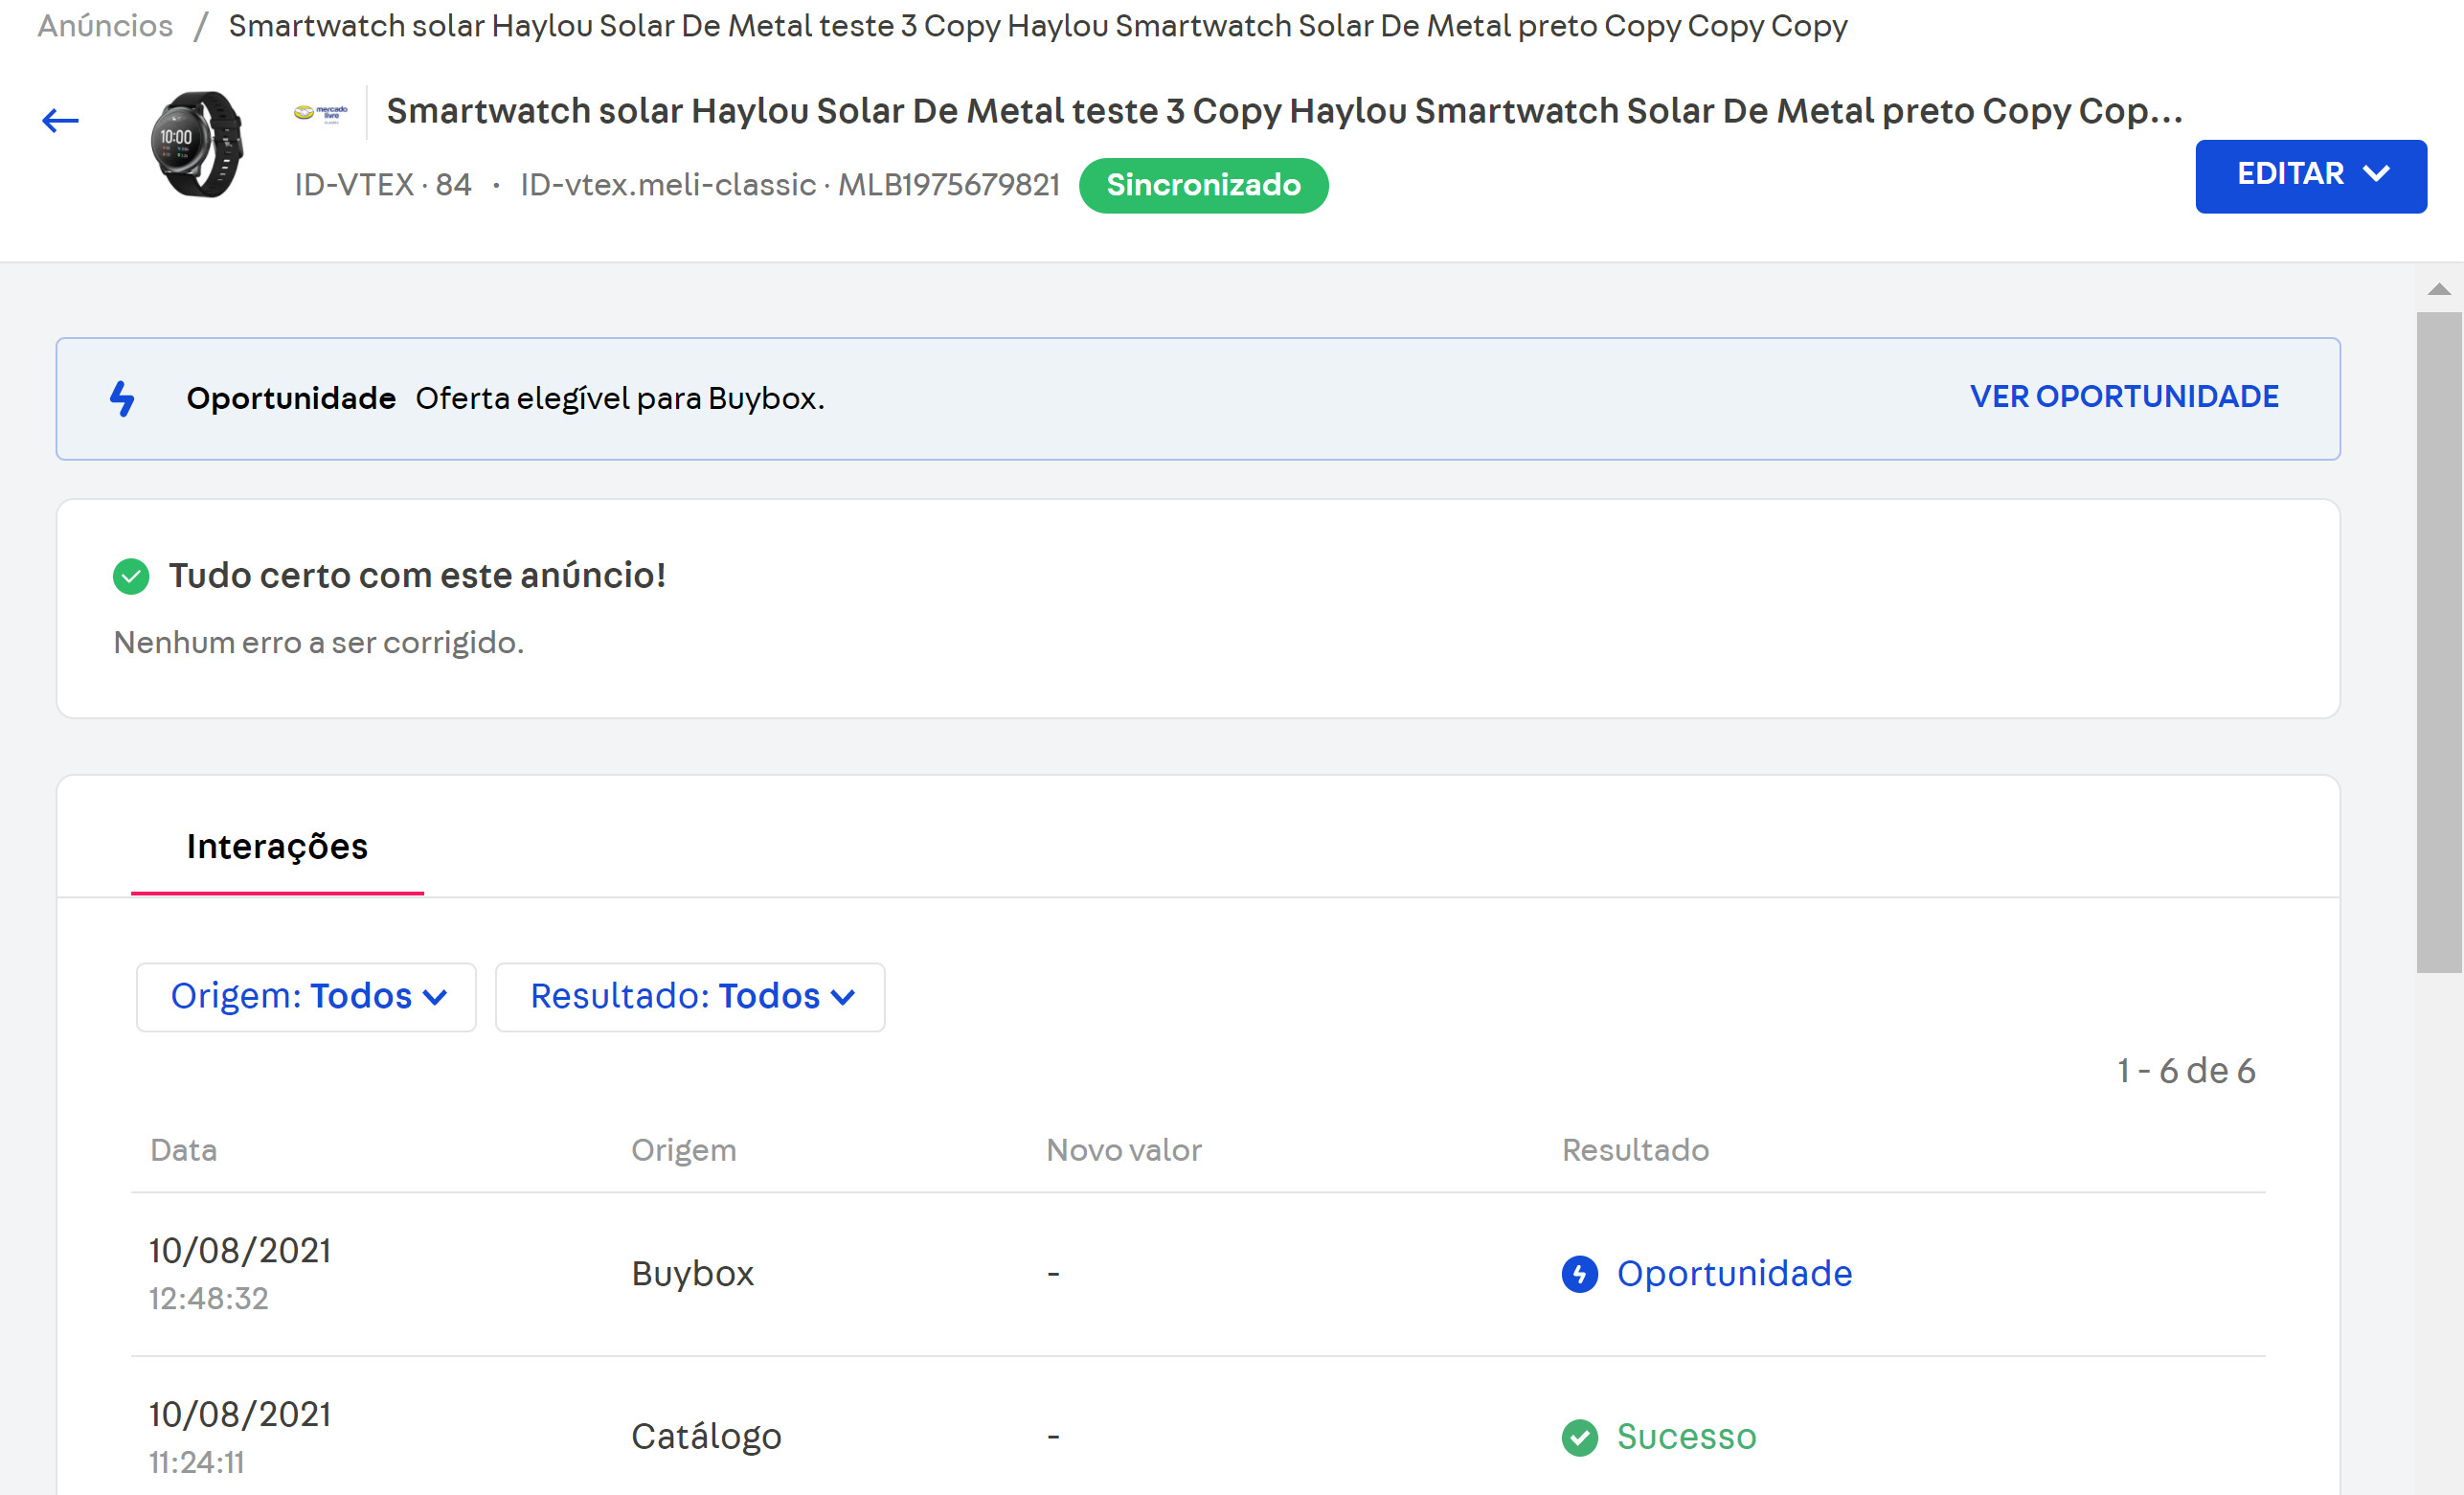 Anúncios / Smartwatch solar Haylou Solar De Metal teste 3 Copy Haylou Smartwatch Solar De Metal preto Copy Copy Copy
10:00
mercado
livre
Smartwatch solar Haylou Solar De Metal teste 3 Copy Haylou Smartwatch Solar De Metal preto Copy Cop...
ID-VTEX · 84 · ID-vtex.meli-classic · MLB1975679821 Sincronizado
EDITAR
Oportunidade Oferta elegível para Buybox. VER OPORTUNIDADE
Tudo certo com este anúncio!
Nenhum erro a ser corrigido.
Interações
Origem: Todos Resultado: Todos
1 - 6 de 6
Data Origem Novo valor Resultado
10/08/2021
12:48:32
Buybox - Oportunidade
10/08/2021
11:24:11
Catálogo - Sucesso